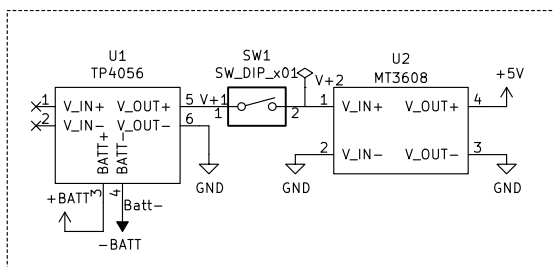 U1
TP4056
SW1
SW_DIP_x01
U2
MT3608
V+2
+5V
1 V_IN+ V_OUT+ 5 V+1
1 2
1 V_IN+ V_OUT+ 4
2 V_IN- V_OUT- 6
BATT+
BATT-
2 V_IN- V_OUT- 3
GND
GND
GND
3
4
+BATT
Batt-
-BATT